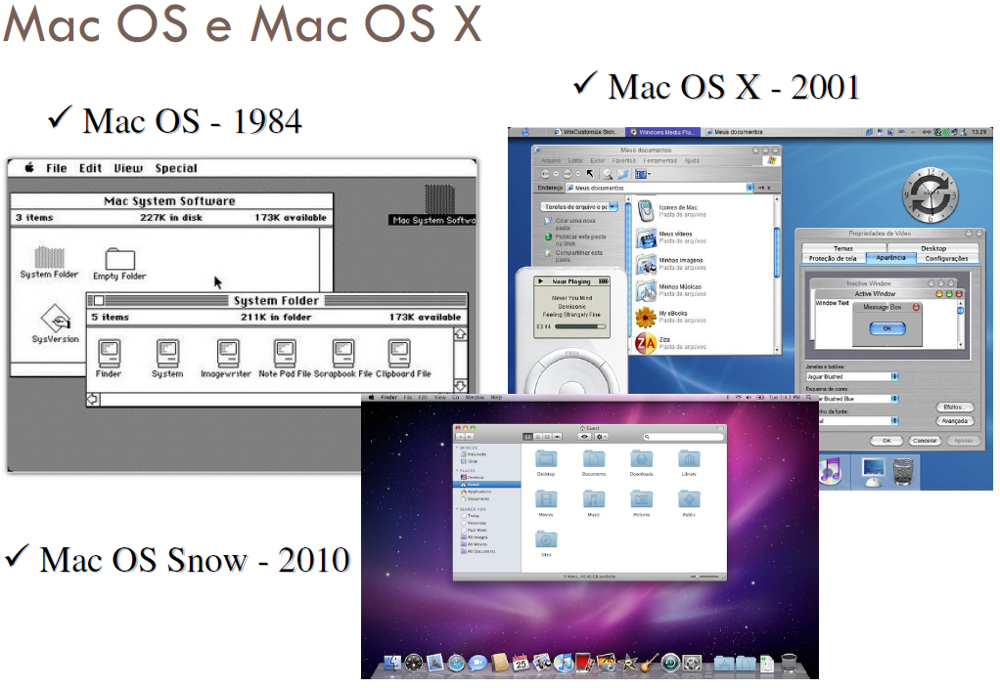 Mac OS e Mac OS X
✓ Mac OS - 1984
File Edit View Special
Mac System Software
3 items 227K in disk 173K available
Mac System Softwa
System Folder Empty Folder
SysVersion
System Folder
5 items 211K in folder 173K available
Finder System Imagewriter Note Pad File Scrapbook File Clipboard File
✓ Mac OS X - 2001
WinCustomize Skin... Windows Media Pla... Meus documentos 13:29
Meus documentos
Arquivo Editar Exibir Favoritos Ferramentas Ajuda
Endereço Meus documentos
Tarefas de arquivo e pa
Criar uma nova
pasta
Publicar esta pasta
na Web
Compartilhar esta
pasta
Icones de Mac
Pasta de arquivos
Meus vídeos
Pasta de arquivos
Minhas Imagens
Pasta de arquivos
Minhas Músicas
Pasta de arquivos
My eBooks
Pasta de arquivos
Ziza
Pasta de arquivos
Now Playing
Never You Mind
Semisonic
Feeling Strangely Fine
03:44
Propriedades de Vídeo
Temas Desktop
Proteção de tela Aparência Configurações
Inactive Window
Active Window
Window Text
Message Box
OK
Janelas e botões:
Jaguar Brushed
Esquema de cores:
Brushed Blue
da fonte:
Efeitos...
Avançada
OK Cancelar Aplicar
✓ Mac OS Snow - 2010
Finder File Edit View Go Window Help
Guest
DEVICES
iDisk
PLACES
Desktop
Guest
Applications
Documents
SEARCH FOR
Today
Yesterday
Past Week
All Images
All Movies
All Documents
Desktop Documents Downloads Library
Movies Music Pictures Public
Sites
25